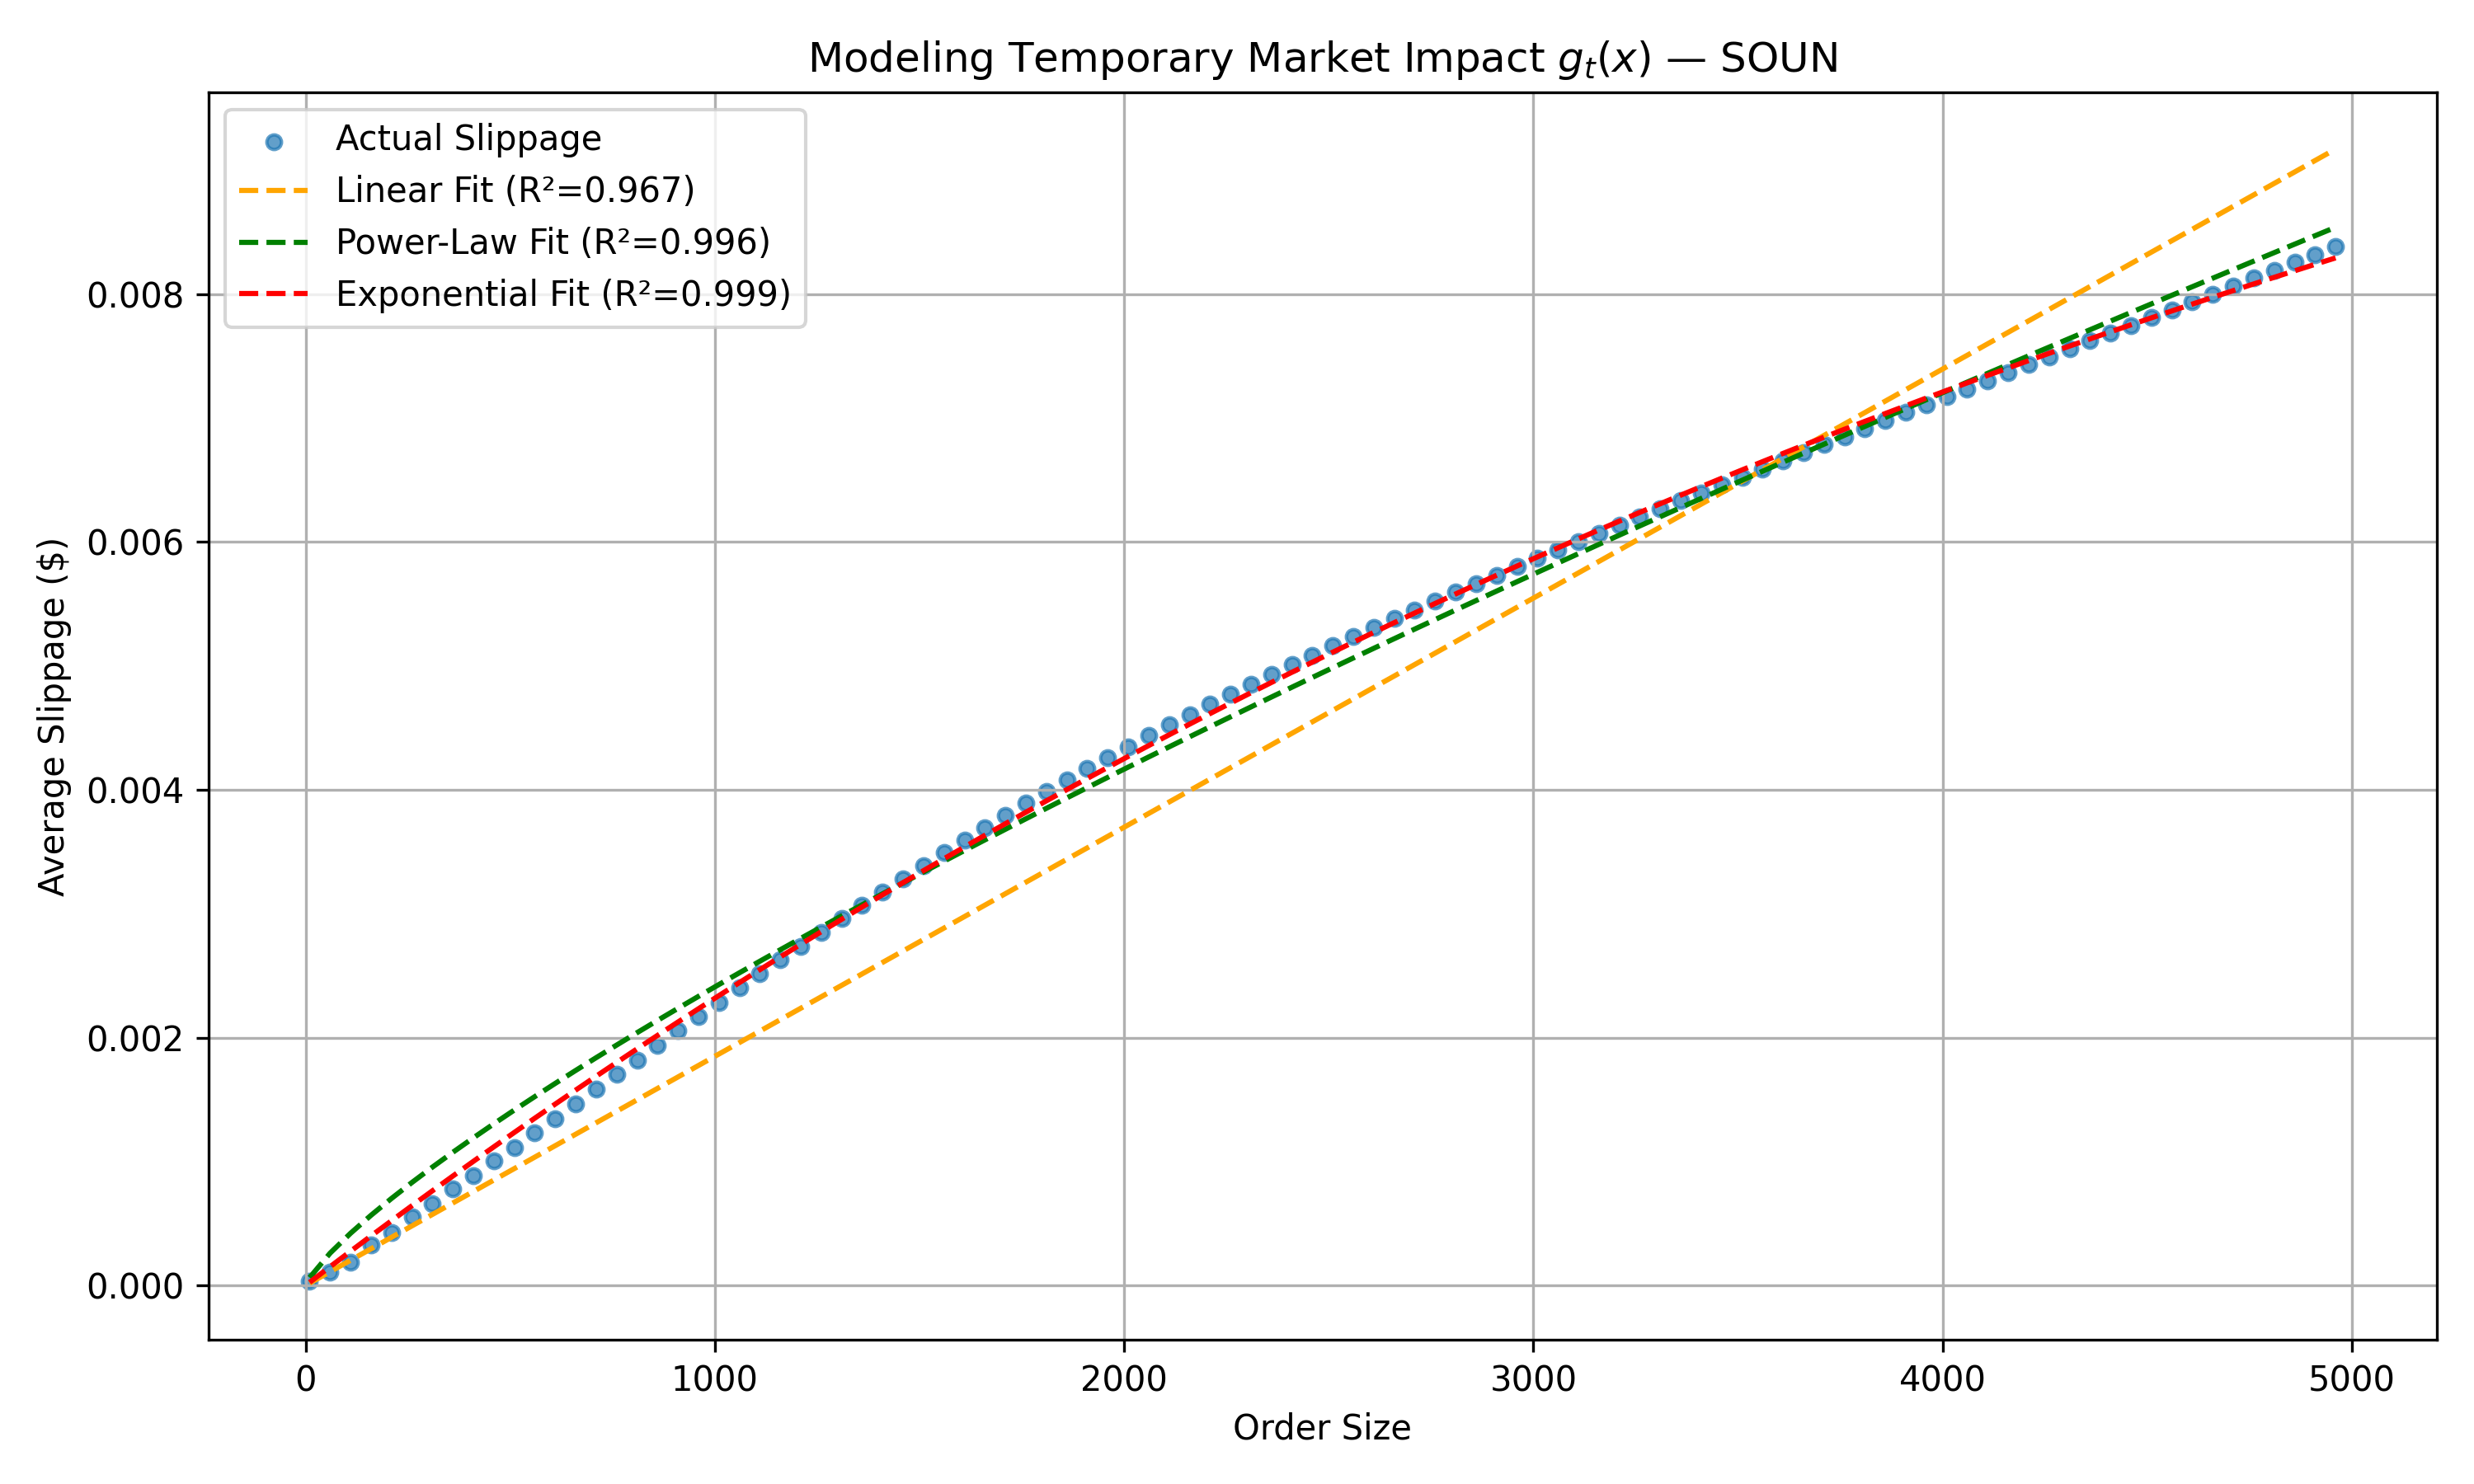 Modeling Temporary Market Impact gₜ(x) — SOUN
Actual Slippage
Linear Fit (R²=0.967)
Power-Law Fit (R²=0.996)
Exponential Fit (R²=0.999)
Average Slippage ($)
0.008
0.006
0.004
0.002
0.000
0 1000 2000 3000 4000 5000
Order Size